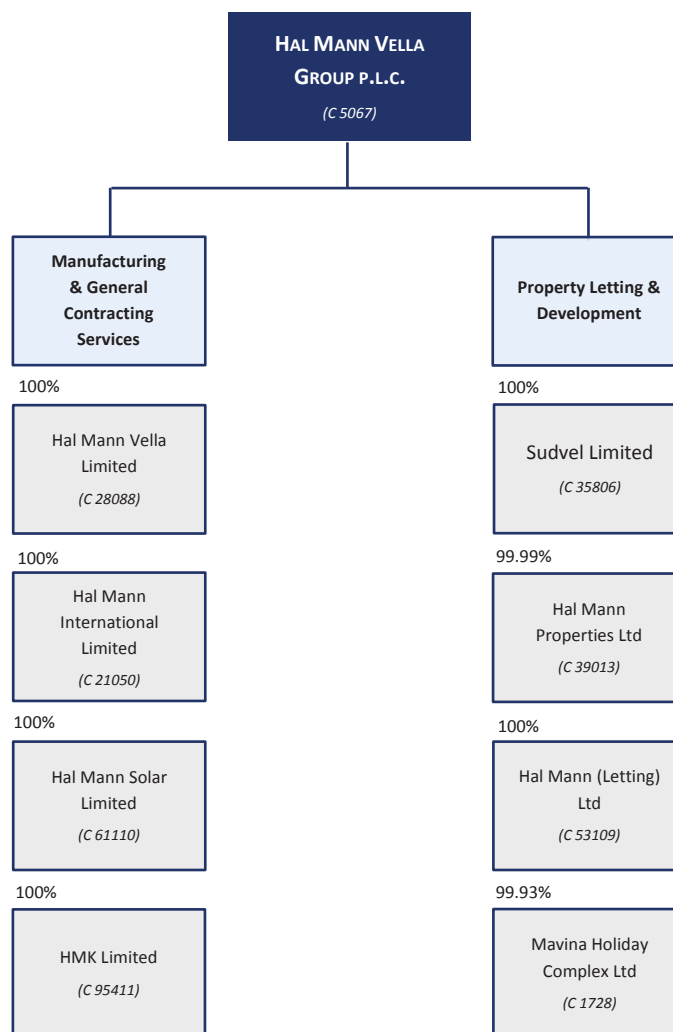 HAL MANN VELLA
GROUP P.L.C.
(C 5067)
Manufacturing
& General
Contracting
Services
100%
Hal Mann Vella
Limited
(C 28088)
100%
Hal Mann
International
Limited
(C 21050)
100%
Hal Mann Solar
Limited
(C 61110)
100%
HMK Limited
(C 95411)
Property Letting &
Development
100%
Sudvel Limited
(C 35806)
99.99%
Hal Mann
Properties Ltd
(C 39013)
100%
Hal Mann (Letting)
Ltd
(C 53109)
99.93%
Mavina Holiday
Complex Ltd
(C 1728)